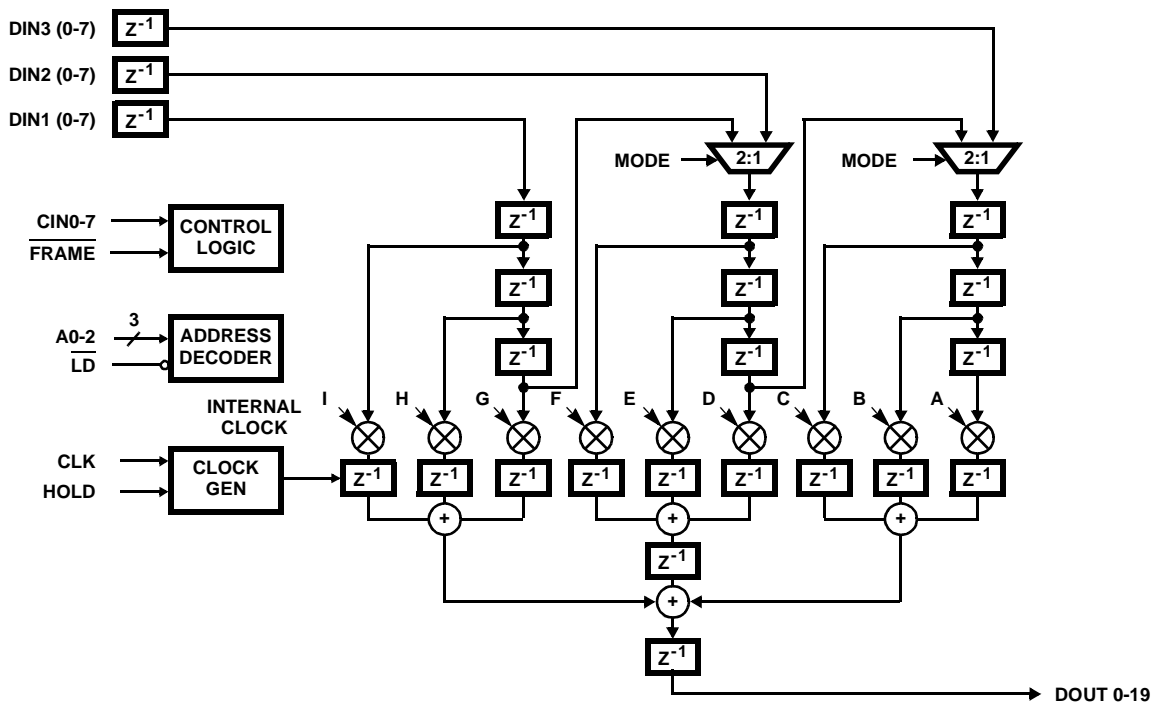 DIN3 (0-7)
Z-1
DIN2 (0-7)
Z-1
DIN1 (0-7)
Z-1
MODE
2:1
MODE
2:1
CIN0-7
FRAME
CONTROL
LOGIC
Z-1
Z-1
Z-1
Z-1
Z-1
Z-1
A0-2
3
LD
ADDRESS
DECODER
Z-1
Z-1
Z-1
INTERNAL
CLOCK
I
H
G
F
E
D
C
B
A
CLK
HOLD
CLOCK
GEN
Z-1
Z-1
Z-1
Z-1
Z-1
Z-1
Z-1
Z-1
Z-1
+
+
+
Z-1
+
Z-1
DOUT 0-19